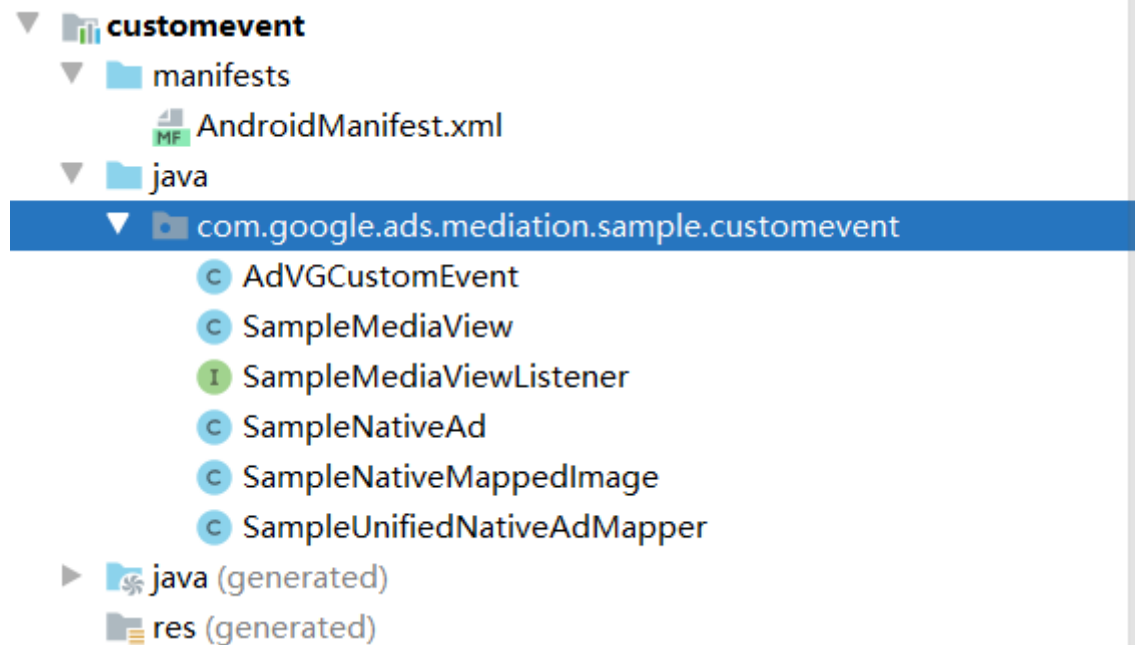 customevent
manifests
MF AndroidManifest.xml
java
com.google.ads.mediation.sample.customevent
C AdVGCustomEvent
C SampleMediaView
I SampleMediaViewListener
C SampleNativeAd
C SampleNativeMappedImage
C SampleUnifiedNativeAdMapper
java (generated)
res (generated)